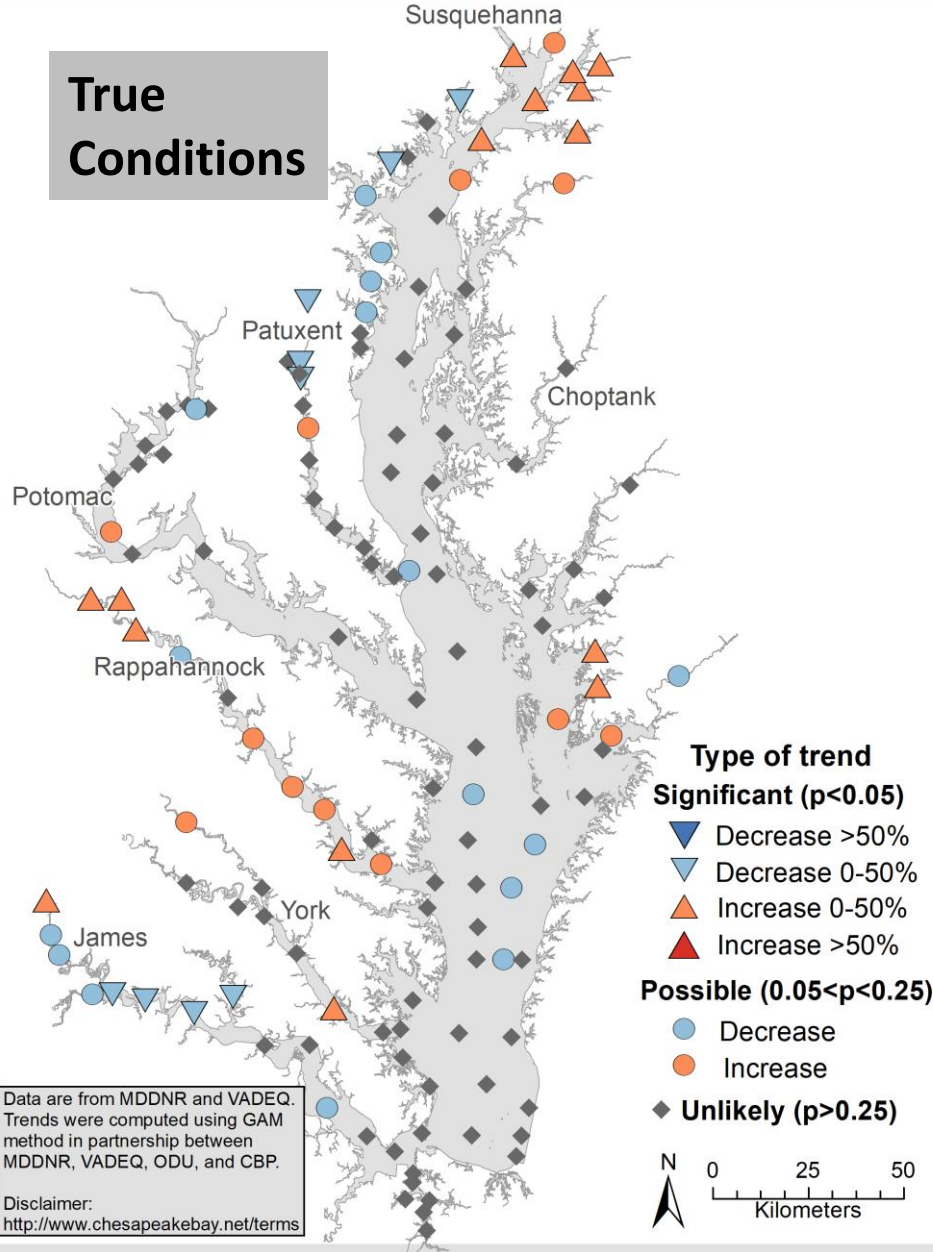 Susquehanna
True
Conditions
Patuxent
Choptank
Potomac
Rappahannock
York
James
Type of trend
Significant (p<0.05)
Decrease >50%
Decrease 0-50%
Increase 0-50%
Increase >50%
Possible (0.05<p<0.25)
Decrease
Increase
Unlikely (p>0.25)
N
0 25 50
Kilometers
Data are from MDDNR and VADEQ.
Trends were computed using GAM
method in partnership between
MDDNR, VADEQ, ODU, and CBP.
Disclaimer:
http://www.chesapeakebay.net/terms